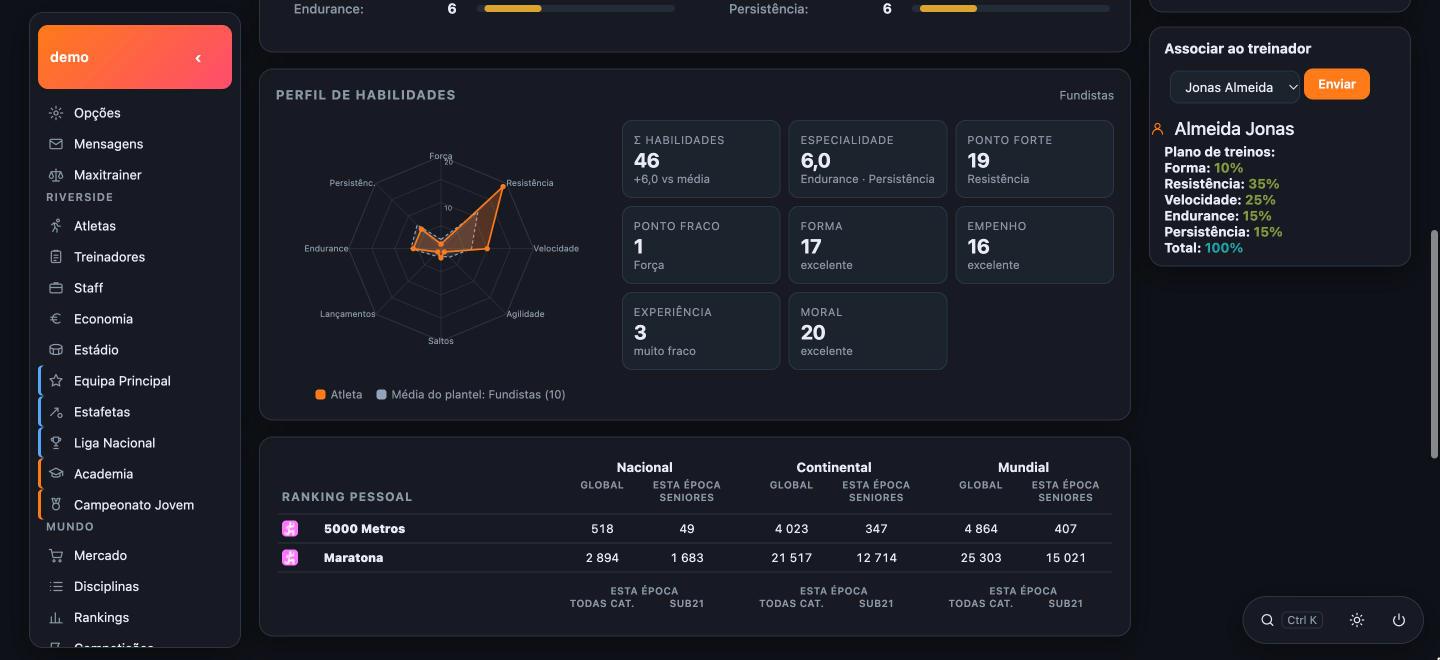 demo
Opções
Mensagens
Maxitrainer
RIVERSIDE
Atletas
Treinadores
Staff
Economia
Estádio
Equipa Principal
Estafetas
Liga Nacional
Academia
Campeonato Jovem
MUNDO
Mercado
Disciplinas
Rankings
Competições
Endurance: 6
Persistência: 6
PERFIL DE HABILIDADES
Fundistas
Força
20
10
Resistência
Velocidade
Agilidade
Saltos
Lançamentos
Endurance
Persistênc.
Atleta
Média do plantel: Fundistas (10)
Σ HABILIDADES
46
+6,0 vs média
ESPECIALIDADE
6,0
Endurance · Persistência
PONTO FORTE
19
Resistência
PONTO FRACO
1
Força
FORMA
17
excelente
EMPENHO
16
excelente
EXPERIÊNCIA
3
muito fraco
MORAL
20
excelente
Nacional Continental Mundial
RANKING PESSOAL
GLOBAL
ESTA ÉPOCA
SENIORES
GLOBAL
ESTA ÉPOCA
SENIORES
GLOBAL
ESTA ÉPOCA
SENIORES
5000 Metros 518 49 4 023 347 4 864 407
Maratona 2 894 1 683 21 517 12 714 25 303 15 021
ESTA ÉPOCA ESTA ÉPOCA ESTA ÉPOCA
TODAS CAT. SUB21 TODAS CAT. SUB21 TODAS CAT. SUB21
Associar ao treinador
Jonas Almeida
Enviar
Almeida Jonas
Plano de treinos:
Forma: 10%
Resistência: 35%
Velocidade: 25%
Endurance: 15%
Persistência: 15%
Total: 100%
Ctrl K